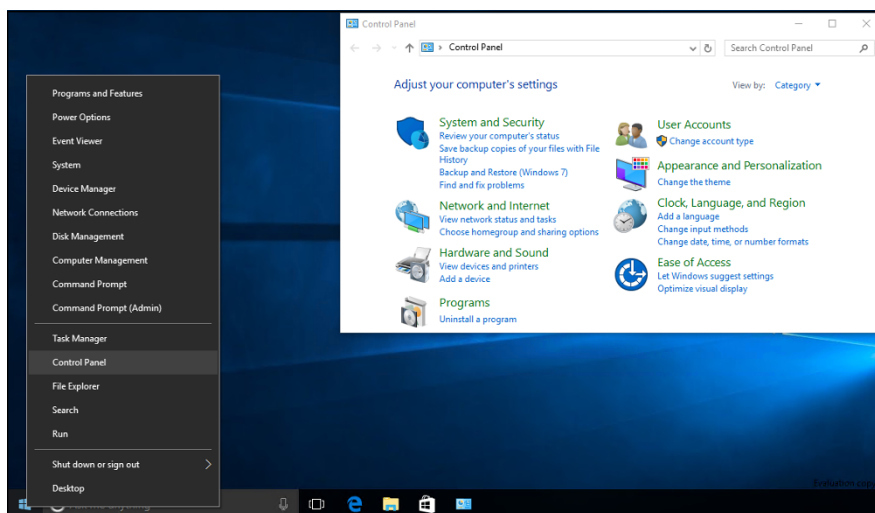 Control Panel
Control Panel
Search Control Panel
Adjust your computer's settings
View by: Category
System and Security
Review your computer's status
Save backup copies of your files with File
History
Backup and Restore (Windows 7)
Find and fix problems
Network and Internet
View network status and tasks
Choose homegroup and sharing options
Hardware and Sound
View devices and printers
Add a device
Programs
Uninstall a program
User Accounts
Change account type
Appearance and Personalization
Change the theme
Clock, Language, and Region
Add a language
Change input methods
Change date, time, or number formats
Ease of Access
Let Windows suggest settings
Optimize visual display
Programs and Features
Power Options
Event Viewer
System
Device Manager
Network Connections
Disk Management
Computer Management
Command Prompt
Command Prompt (Admin)
Task Manager
Control Panel
File Explorer
Search
Run
Shut down or sign out
Desktop